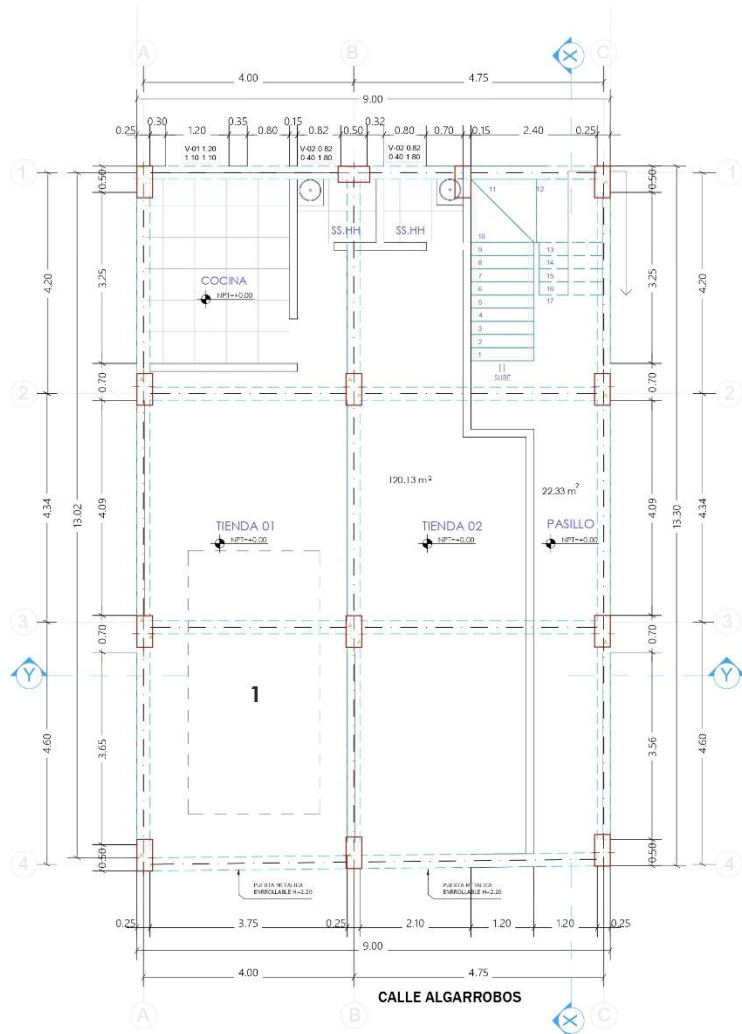 A
B
X
C
4.00
4.75
9.00
0.25
0.30
1.20
0.35
0.80
0.15
0.82
0.50
0.32
0.80
0.70
0.15
2.40
0.25
V-01 1.20
1.10 1.10
V-02 0.82
0.40 1.80
V-02 0.82
0.40 1.80
1
1
0.50
0.50
11
12
SS.HH
SS.HH
10
9
13
8
14
7
15
6
16
5
17
4
3
2
1
SUBE
COCINA
NPT=+0.00
4.20
3.25
3.25
4.20
2
2
0.70
0.70
120.13 m²
22.33 m²
13.02
4.34
4.09
4.09
4.34
13.30
TIENDA 01
TIENDA 02
PASILLO
NPT=+0.00
NPT=+0.00
NPT=+0.00
3
3
0.70
0.70
Y
Y
1
4.60
3.65
3.56
4.60
4
4
0.50
0.50
PUERTA METALICA
ENRROLLABLE H=2.20
PUERTA METALICA
ENRROLLABLE H=2.20
0.25
3.75
0.25
2.10
1.20
1.20
0.25
9.00
4.00
4.75
CALLE ALGARROBOS
A
B
X
C